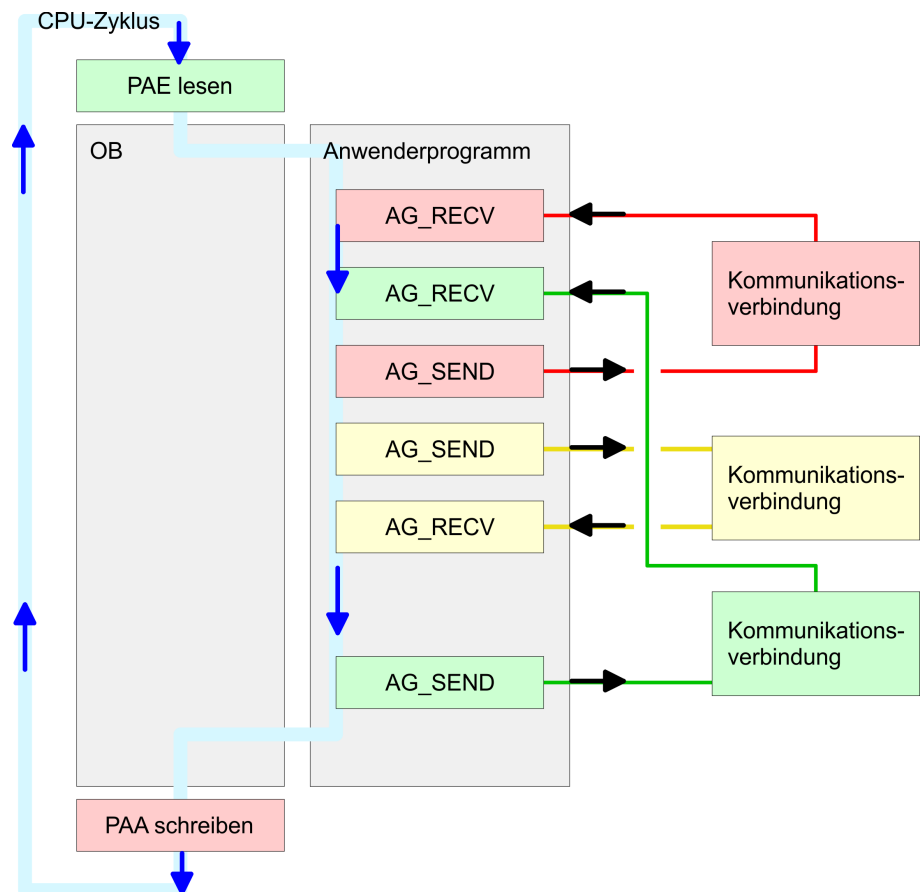 CPU-Zyklus
PAE lesen
OB
Anwenderprogramm
AG_RECV
AG_RECV
AG_SEND
AG_SEND
AG_RECV
AG_SEND
Kommunikations-
verbindung
Kommunikations-
verbindung
Kommunikations-
verbindung
PAA schreiben